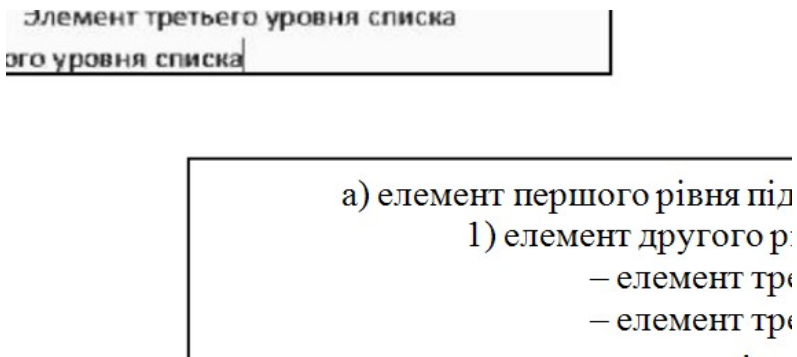 Элемент третьего уровня списка
ого уровня списка
а) елемент першого рівня під
1) елемент другого рі
– елемент тре
– елемент тре